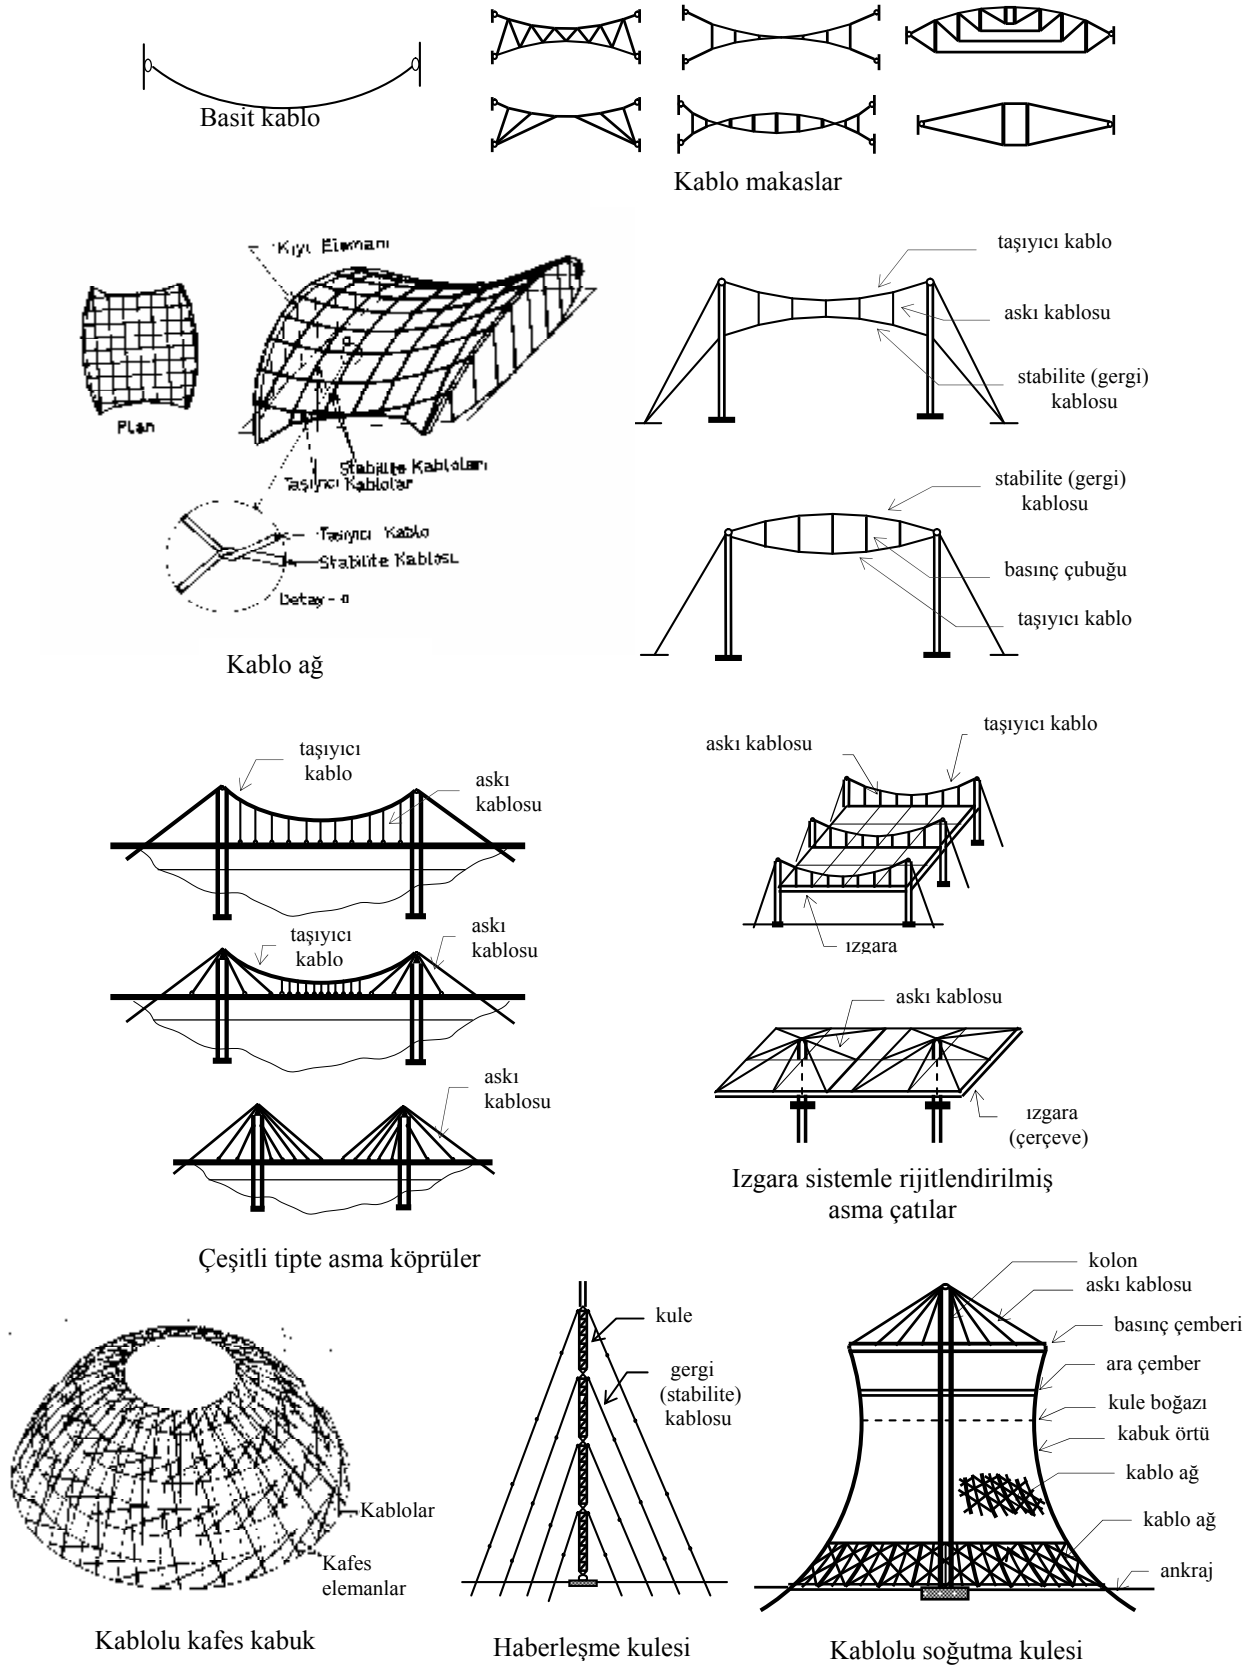 Basit kablo
Kablo makaslar
Kıyı Elemanı
Plan
Stabilite Kabloları
Taşıyıcı Kablolar
Taşıyıcı Kablo
Stabilite Kablosu
Detay-a
Kablo ağ
taşıyıcı kablo
askı kablosu
stabilite (gergi)
kablosu
stabilite (gergi)
kablosu
basınç çubuğu
taşıyıcı kablo
taşıyıcı
kablo
askı
kablosu
taşıyıcı
kablo
askı
kablosu
askı
kablosu
Çeşitli tipte asma köprüler
askı kablosu
taşıyıcı kablo
ızgara
askı kablosu
ızgara
(çerçeve)
Izgara sistemle rijitlendirilmiş
asma çatılar
Kablolar
Kafes
elemanlar
Kablolu kafes kabuk
kule
gergi
(stabilite)
kablosu
Haberleşme kulesi
kolon
askı kablosu
basınç çemberi
ara çember
kule boğazı
kabuk örtü
kablo ağ
kablo ağ
ankraj
Kablolu soğutma kulesi